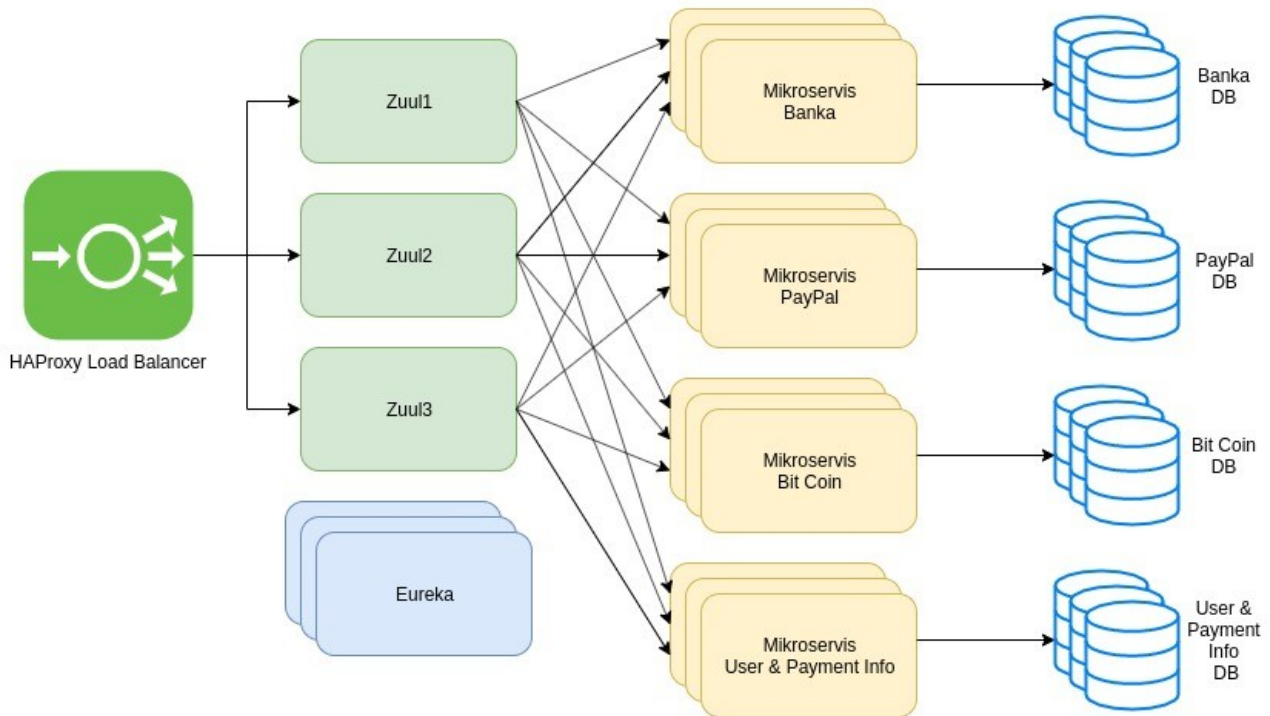 HAProxy Load Balancer
Zuul1
Zuul2
Zuul3
Eureka
Mikroservis
Banka
Mikroservis
PayPal
Mikroservis
Bit Coin
Mikroservis
User & Payment Info
Banka
DB
PayPal
DB
Bit Coin
DB
User &
Payment
Info
DB